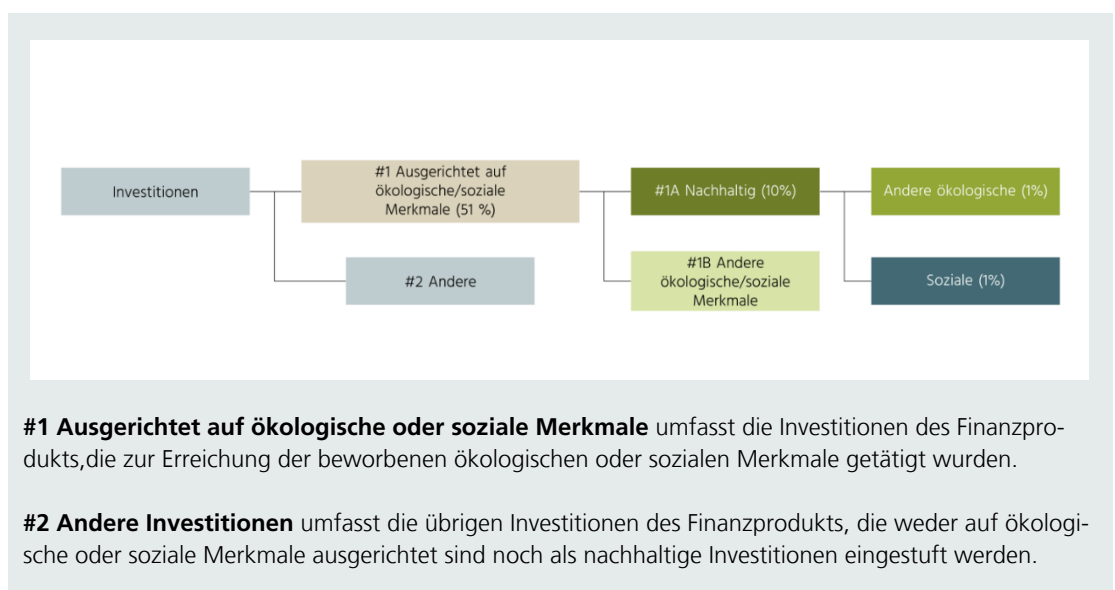 Investitionen
#1 Ausgerichtet auf
ökologische/soziale
Merkmale (51 %)
#1A Nachhaltig (10%)
Andere ökologische (1%)
#2 Andere
#1B Andere
ökologische/soziale
Merkmale
Soziale (1%)
#1 Ausgerichtet auf ökologische oder soziale Merkmale umfasst die Investitionen des Finanzpro-
dukts,die zur Erreichung der beworbenen ökologischen oder sozialen Merkmale getätigt wurden.
#2 Andere Investitionen umfasst die übrigen Investitionen des Finanzprodukts, die weder auf ökologi-
sche oder soziale Merkmale ausgerichtet sind noch als nachhaltige Investitionen eingestuft werden.